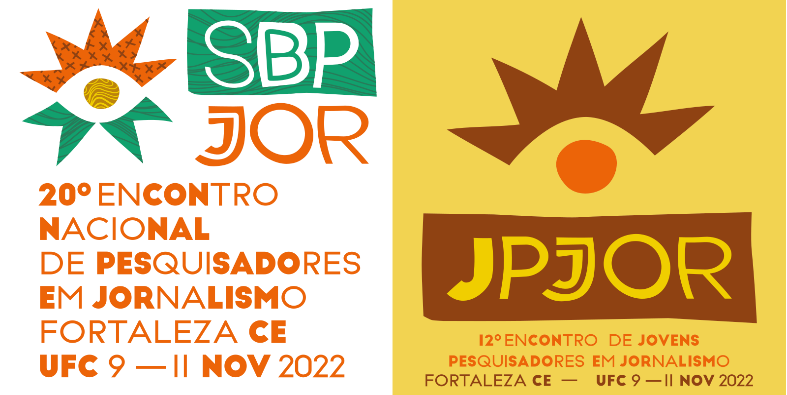 SBP
JOR
20º ENCONTRO
NACIONAL
DE PESQUISADORES
EM JORNALISMO
FORTALEZA CE
UFC 9 — 11 NOV 2022
JPJOR
12º ENCONTRO DE JOVENS
PESQUISADORES EM JORNALISMO
FORTALEZA CE — UFC 9 — 11 NOV 2022